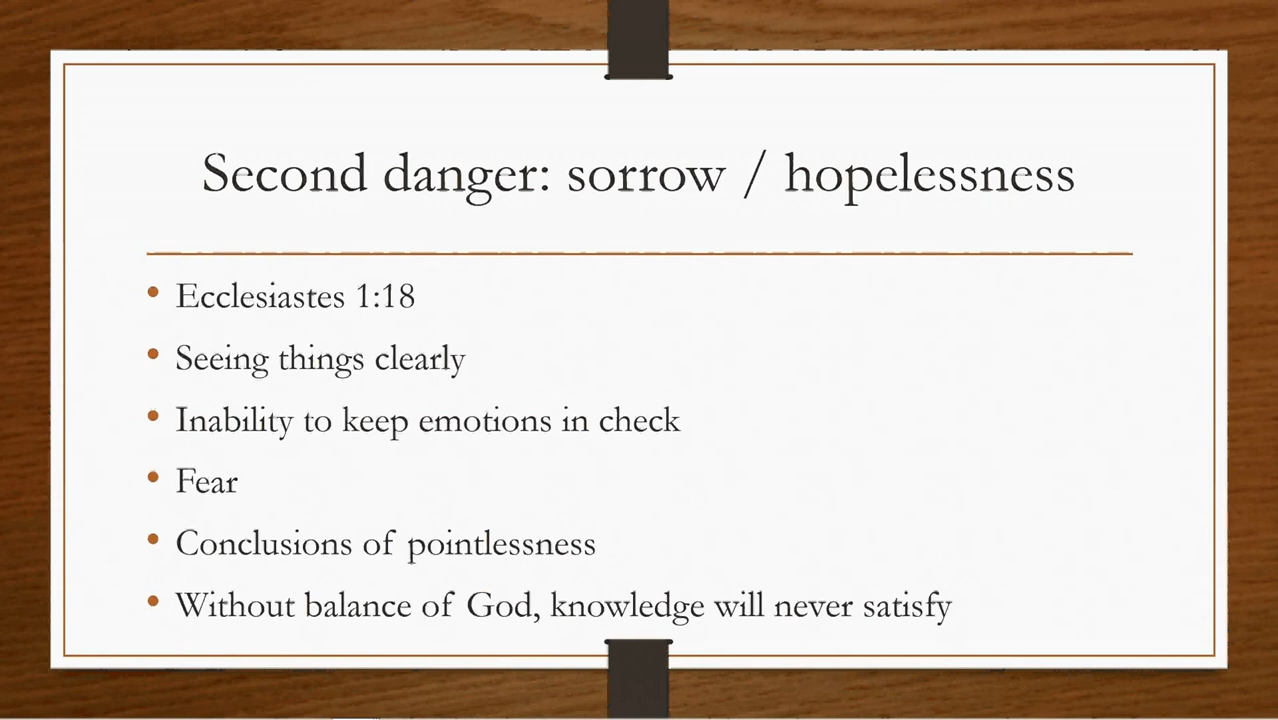 Second danger: sorrow / hopelessness
• Ecclesiastes 1:18
• Seeing things clearly
• Inability to keep emotions in check
• Fear
• Conclusions of pointlessness
• Without balance of God, knowledge will never satisfy